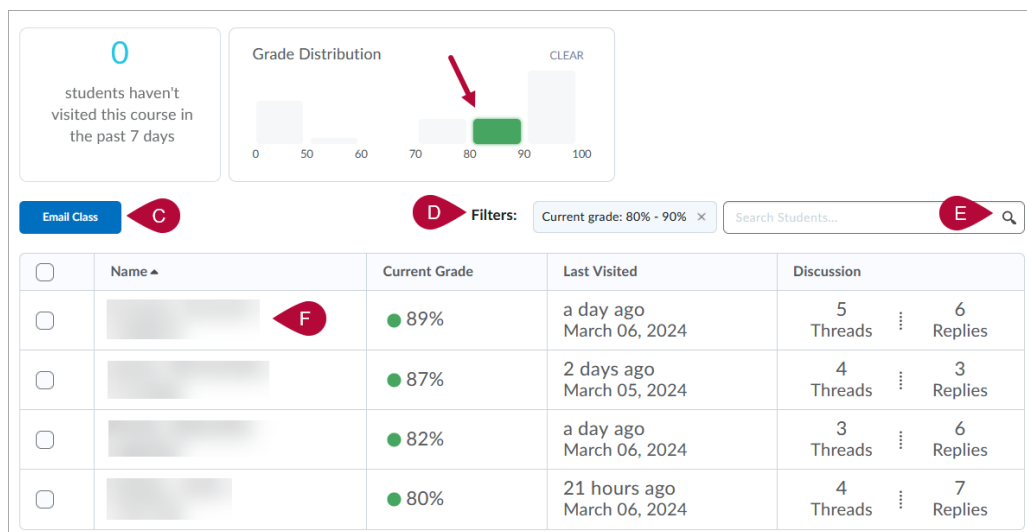 0
students haven't
visited this course in
the past 7 days
Grade Distribution
CLEAR
0 50 60 70 80 90 100
Email Class
C
D
Filters:
Current grade: 80% - 90% ×
Search Students...
E
Name
Current Grade
Last Visited
Discussion
F
89%
a day ago
March 06, 2024
5
Threads
6
Replies
87%
2 days ago
March 05, 2024
4
Threads
3
Replies
82%
a day ago
March 06, 2024
3
Threads
6
Replies
80%
21 hours ago
March 06, 2024
4
Threads
7
Replies